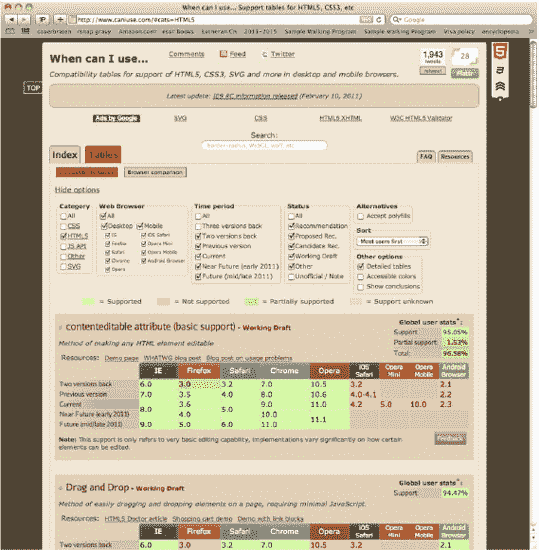 When can I use... Support tables for HTML5, CSS3, etc
http://www.caniuse.com/#cats=HTML5
Google
Sample Working Program Sample Working Program Visa policy encyclopedia
When can I use...
Comments Feed Twitter
1,943 tweets
retweet
28
Flattr
Compatibility tables for support of HTML5, CSS3, SVG and more in desktop and mobile browsers.
TOP
Latest update: IE9 RC information released (February 10, 2011)
Ads by Google SVG CSS HTML5 XHTML W3C HTML5 Validator
Search:
Index Tables
FAQ Resources
Browser comparison
Hide options
Category Web Browser Time period Status Alternatives
All All All All Accept polyfills
CSS Desktop Mobile Three versions back Recommendation
HTML5 IE iOS Safari Two versions back Proposed Rec. Sort
JS API Firefox Opera Mini Previous version Candidate Rec. Most users first
Other Safari Opera Mobile Current Working Draft Other options
SVG Chrome Android Browser Near Future (early 2011) Other Detailed tables
Opera Future (mid/late 2011) Unofficial / Note Accessible colors
Show conclusions
= Supported = Not supported = Partially supported = Support unknown
contenteditable attribute (basic support) - Working Draft
Method of making any HTML element editable
Global user stats*:
Support: 95.05%
Partial support: 1.53%
Total: 96.58%
Resources: Demo page WHATWG blog post Blog post on usage problems
IE Firefox Safari Chrome Opera iOS Safari Opera Mini Opera Mobile Android Browser
Two versions back 6.0 3.0 3.2 7.0 10.5 3.2 2.1
Previous version 7.0 3.5 4.0 8.0 10.6 4.0-4.1 2.2
Current 8.0 3.6 5.0 9.0 11.0 4.2 5.0 10.0 2.3
Near Future (early 2011) 4.0 10.0 11.1
Future (mid/late 2011) 9.0 5.0 6.0 11.0
Note: This support is only refers to very basic editing capability, implementations vary significantly on how certain elements can be edited.
Feedback
Drag and Drop - Working Draft
Method of easily dragging and dropping elements on a page, requiring minimal JavaScript.
Global user stats*:
Support: 94.47%
Resources: HTML5 Doctor article Shopping cart demo Demo with link blocks
IE Firefox Safari Chrome Opera iOS Safari Opera Mini Opera Mobile Android Browser
Two versions back 6.0 3.0 3.2 7.0 10.5 3.2 2.1